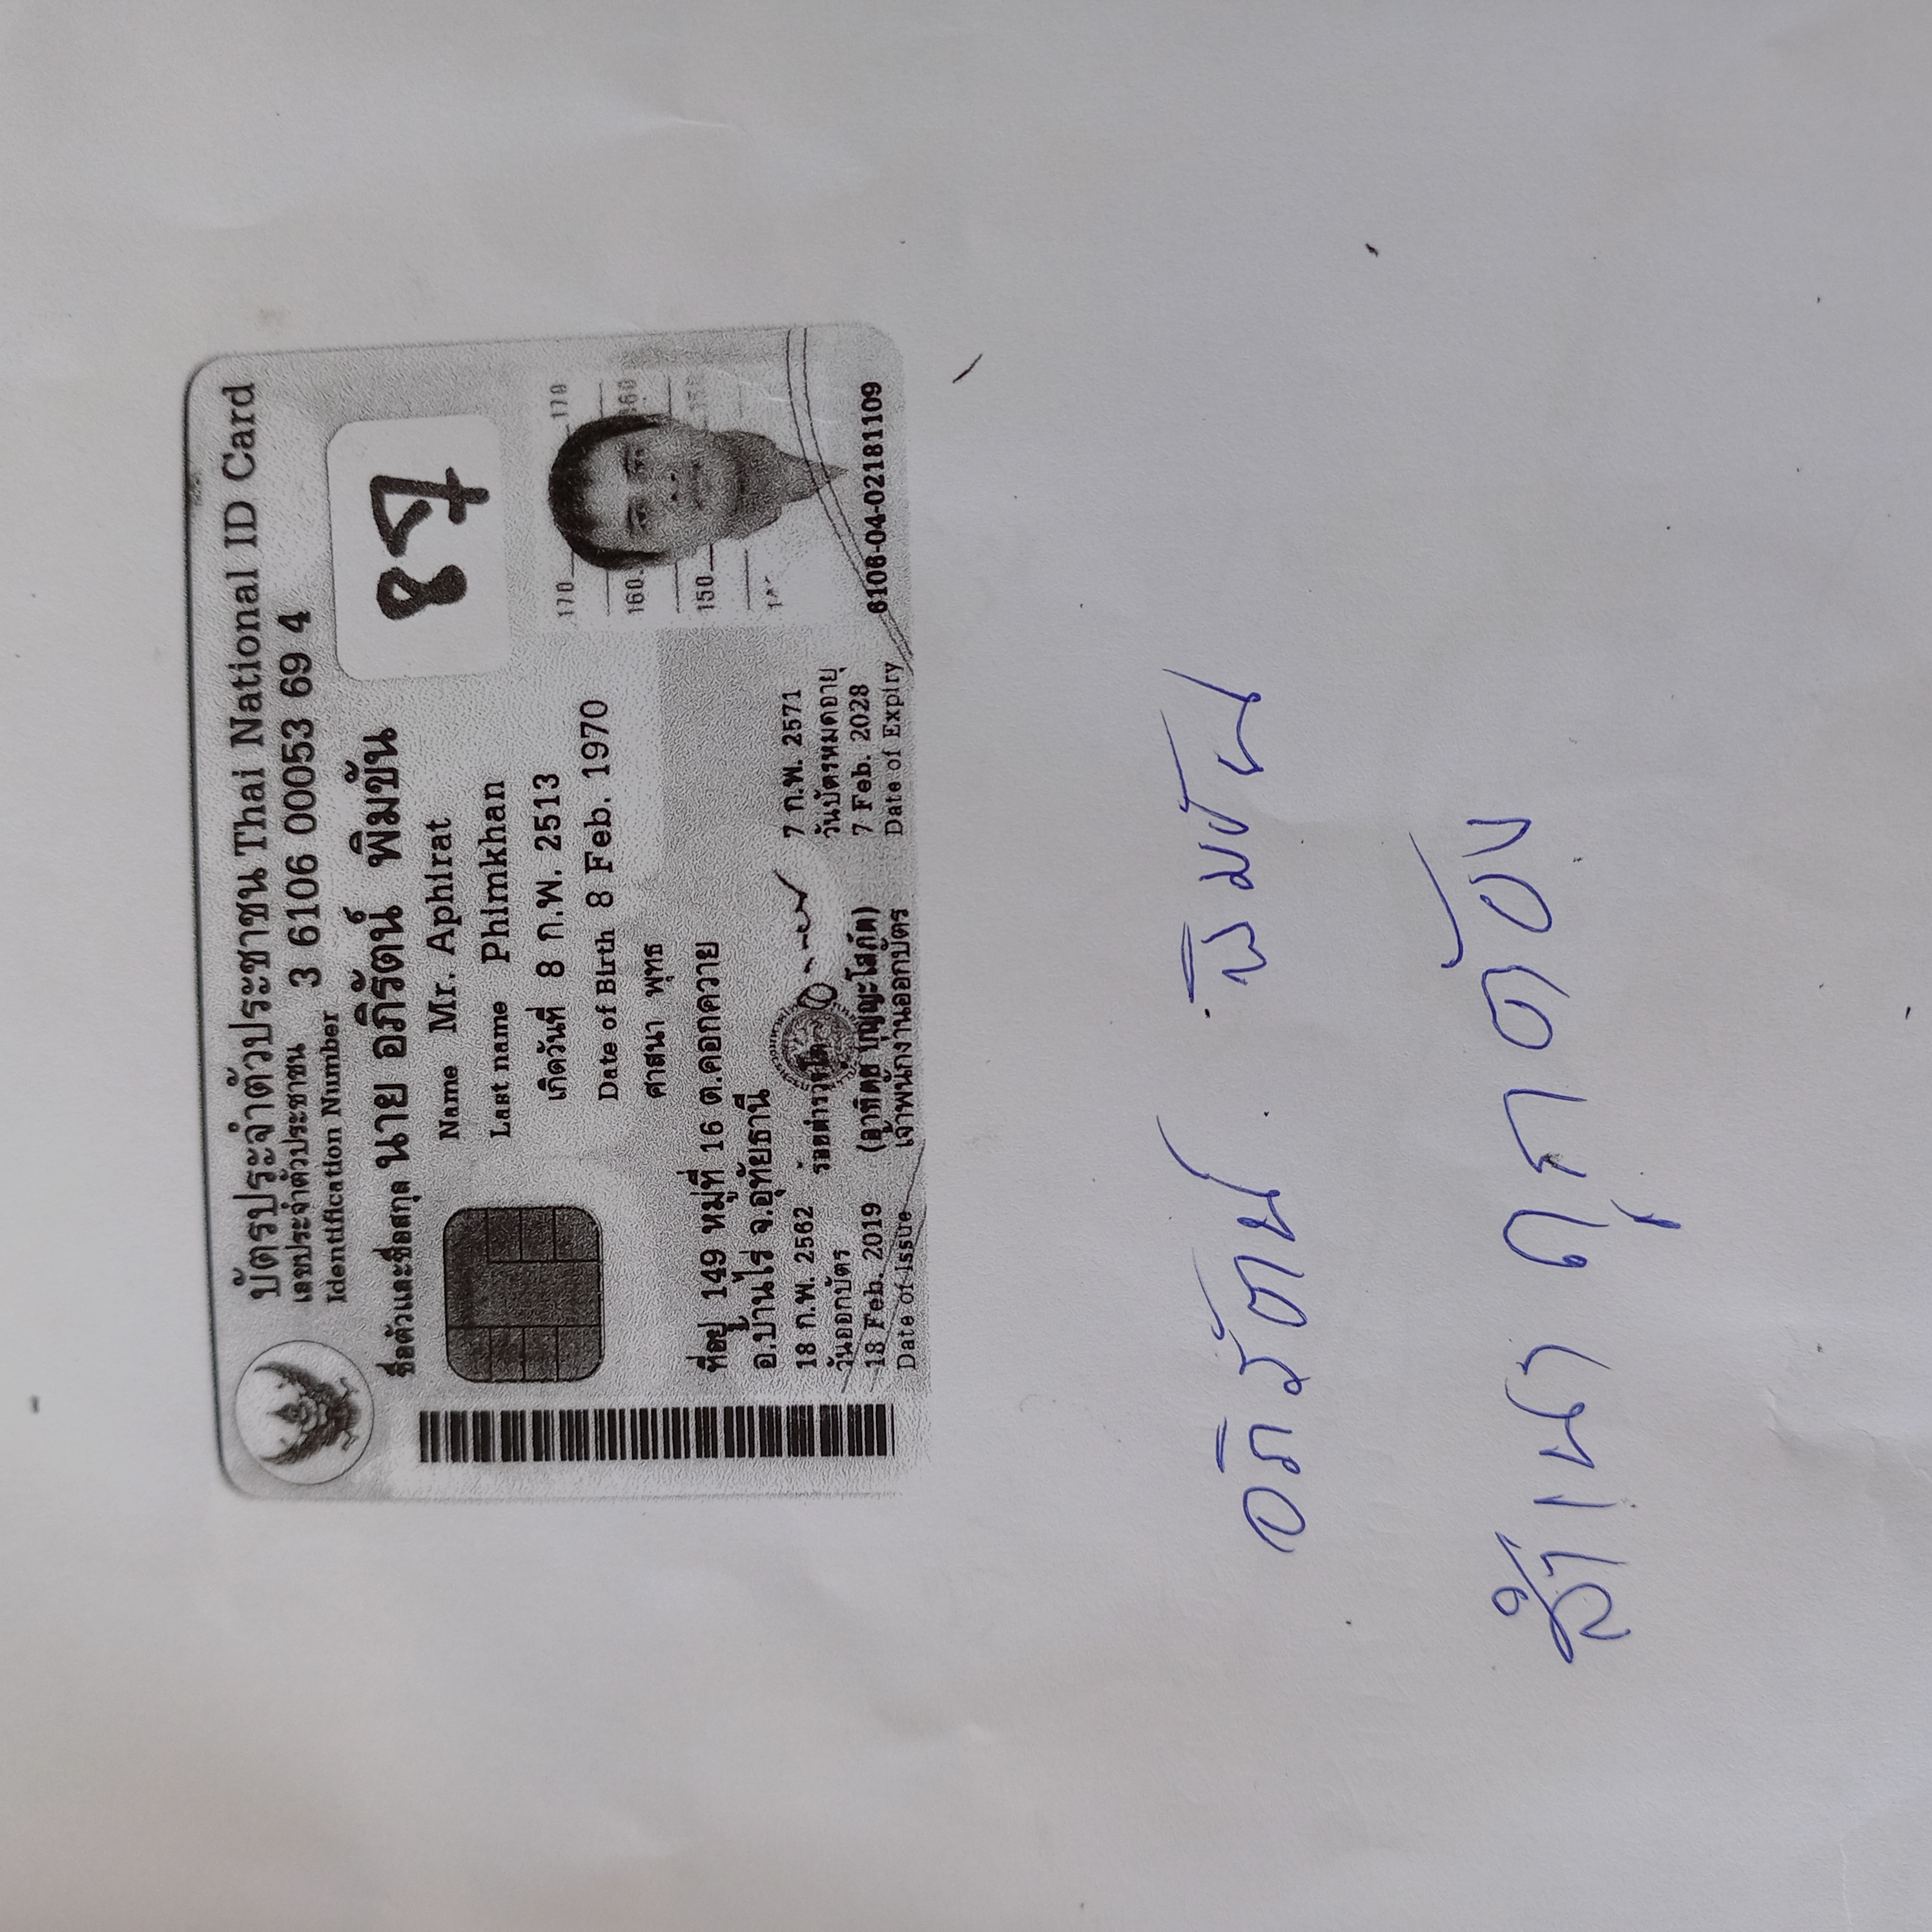 บัตรประจำตัวประชาชน Thai National ID Card
เลขประจำตัวประชาชน
Identification Number 3 6106 00053 69 4
ชื่อตัวและชื่อสกุล นาย อภิรัตน์ พิมขัน
87
Name Mr. Aphirat
Last name Phimkhan
เกิดวันที่ 8 ก.พ. 2513
Date of Birth 8 Feb. 1970
ศาสนา พุทธ
170 170
160 160
150 150
ที่อยู่ 149 หมู่ที่ 16 ต.คอกควาย
อ.บ้านไร่ จ.อุทัยธานี
18 ก.พ. 2562
วันออกบัตร
18 Feb. 2019
Date of Issue
ร้อยตำรวจโท
(อาทิตย์ บุญญะโสภัต)
เจ้าพนักงานออกบัตร
7 ก.พ. 2571
วันบัตรหมดอายุ
7 Feb. 2028
Date of Expiry
6106-04-02181109
อภิรัตน์ พิมขัน
สำเนาถูกต้อง